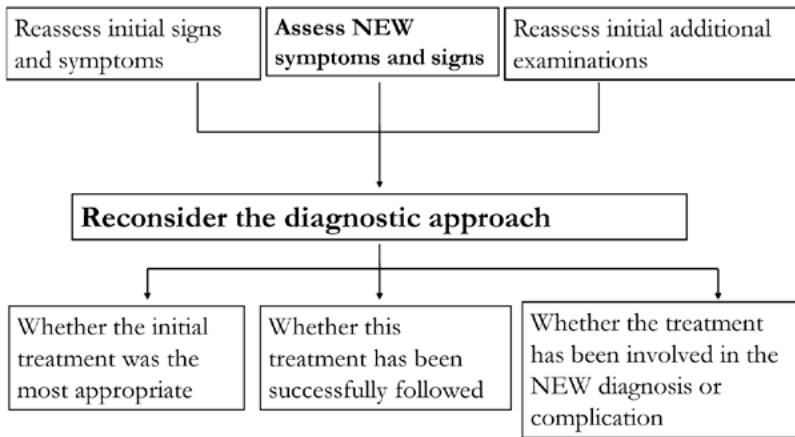 Reassess initial signs
and symptoms
Assess NEW
symptoms and signs
Reassess initial additional
examinations
Reconsider the diagnostic approach
Whether the initial
treatment was the
most appropriate
Whether this
treatment has been
successfully followed
Whether the treatment
has been involved in the
NEW diagnosis or
complication